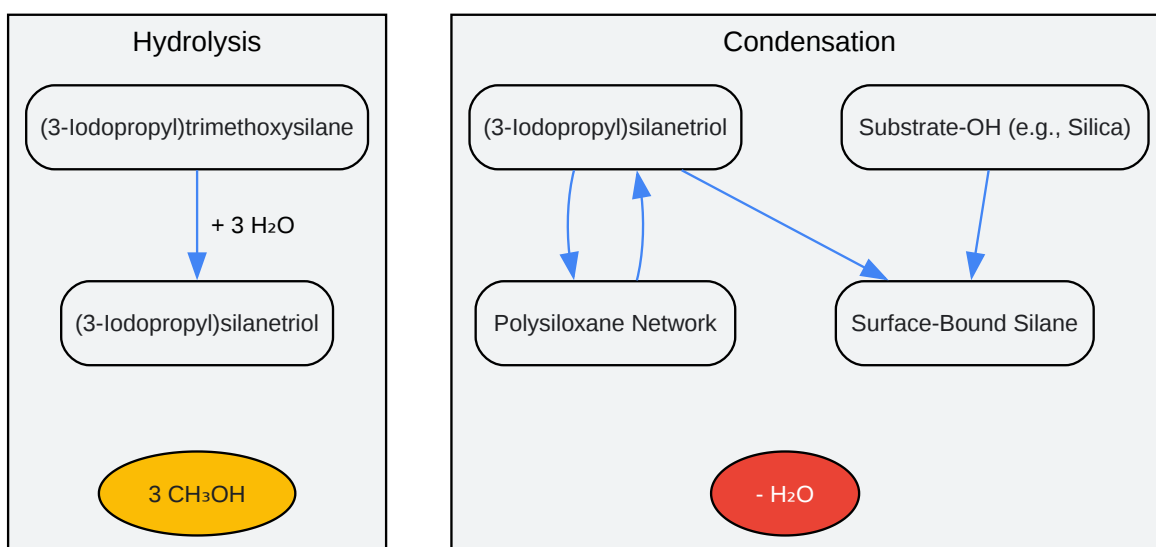 Hydrolysis
(3-Iodopropyl)trimethoxysilane
+ 3 H₂O
(3-Iodopropyl)silanetriol
3 CH₃OH
Condensation
(3-Iodopropyl)silanetriol
Substrate-OH (e.g., Silica)
Polysiloxane Network
Surface-Bound Silane
- H₂O